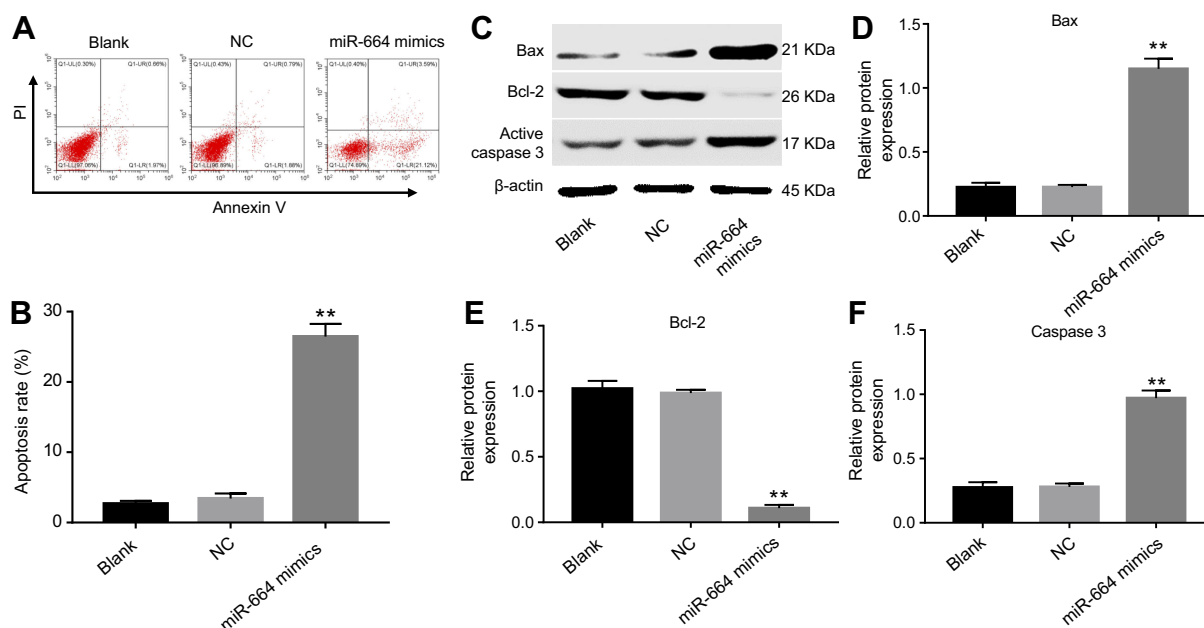 A
Blank
NC
miR-664 mimics
Q1-UL(0.30%)
Q1-UR(0.66%)
Q1-LL(97.06%)
Q1-LR(1.97%)
Q1-UL(0.43%)
Q1-UR(0.79%)
Q1-LL(96.89%)
Q1-LR(1.88%)
Q1-UL(0.40%)
Q1-UR(3.59%)
Q1-LL(74.89%)
Q1-LR(21.12%)
PI
Annexin V
B
Apoptosis rate (%)
30
20
10
0
**
Blank
NC
miR-664 mimics
C
Bax
21 KDa
Bcl-2
26 KDa
Active
caspase 3
17 KDa
β-actin
45 KDa
Blank
NC
miR-664
mimics
D
Bax
Relative protein
expression
1.5
1.0
0.5
0.0
**
Blank
NC
miR-664 mimics
E
Bcl-2
Relative protein
expression
1.5
1.0
0.5
0.0
**
Blank
NC
miR-664 mimics
F
Caspase 3
Relative protein
expression
1.5
1.0
0.5
0.0
**
Blank
NC
miR-664 mimics